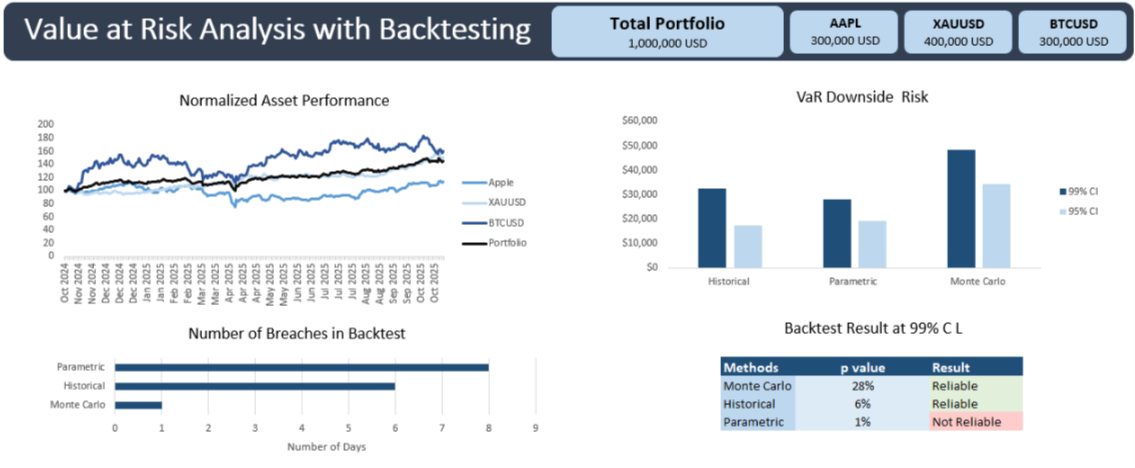 Value at Risk Analysis with Backtesting
Total Portfolio
1,000,000 USD
AAPL
300,000 USD
XAUUSD
400,000 USD
BTCUSD
300,000 USD
Normalized Asset Performance
200
180
160
140
120
100
80
60
40
20
0
Oct 2024
Nov 2024
Nov 2024
Dec 2024
Dec 2024
Dec 2024
Jan 2025
Jan 2025
Feb 2025
Feb 2025
Mar 2025
Mar 2025
Apr 2025
Apr 2025
May 2025
May 2025
Jun 2025
Jun 2025
Jul 2025
Jul 2025
Jul 2025
Aug 2025
Aug 2025
Sep 2025
Sep 2025
Oct 2025
Oct 2025
Apple
XAUUSD
BTCUSD
Portfolio
VaR Downside Risk
$60,000
$50,000
$40,000
$30,000
$20,000
$10,000
$0
Historical
Parametric
Monte Carlo
99% CI
95% CI
Number of Breaches in Backtest
Parametric
Historical
Monte Carlo
0 1 2 3 4 5 6 7 8 9
Number of Days
Backtest Result at 99% C L
Methods p value Result
Monte Carlo 28% Reliable
Historical 6% Reliable
Parametric 1% Not Reliable